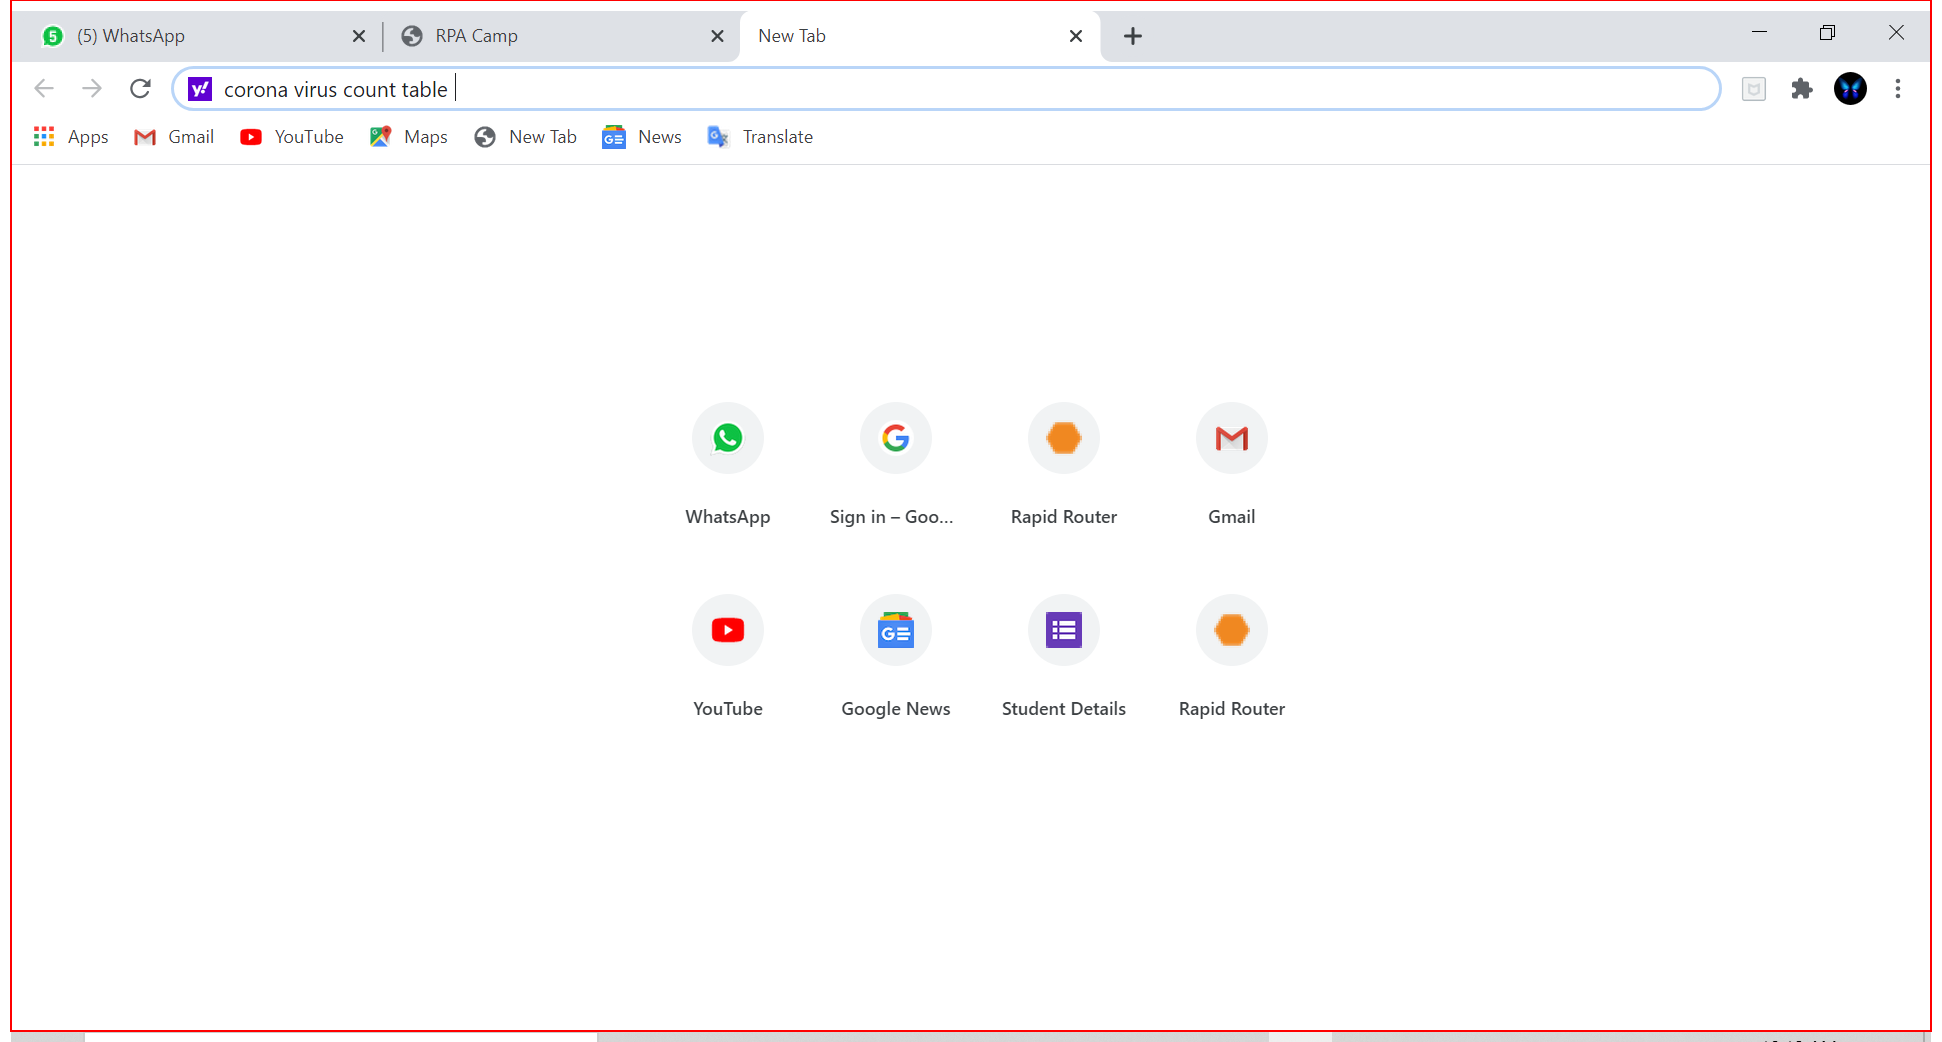 (5) WhatsApp RPA Camp New Tab
corona virus count table
Apps Gmail YouTube Maps New Tab News Translate
WhatsApp Sign in – Goo... Rapid Router Gmail
YouTube Google News Student Details Rapid Router